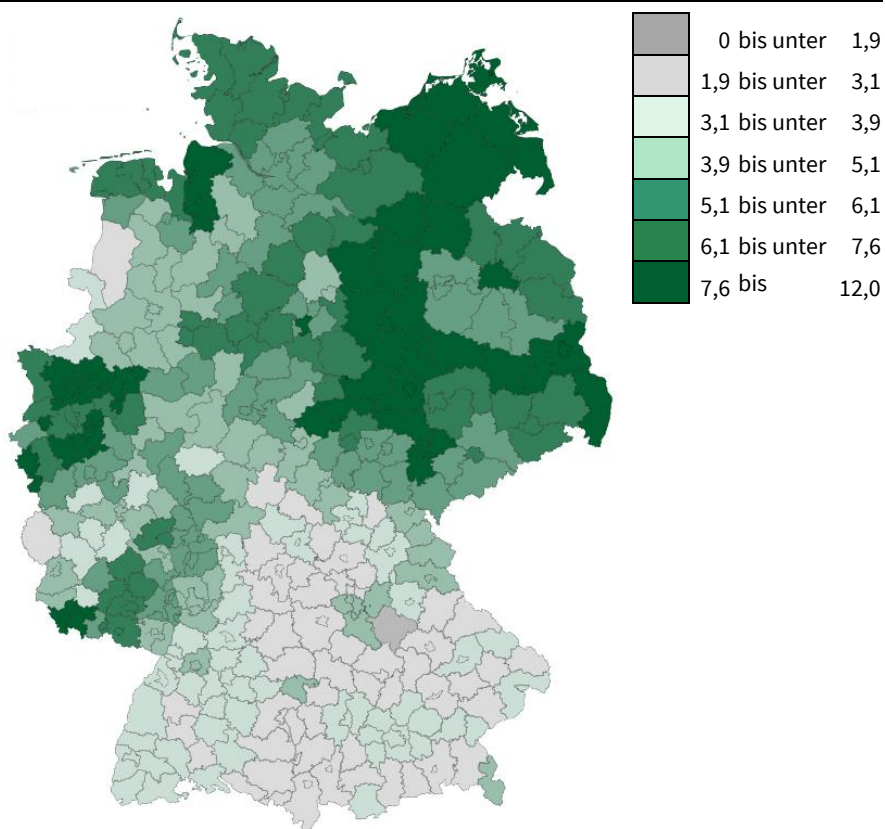 0 bis unter 1,9
1,9 bis unter 3,1
3,1 bis unter 3,9
3,9 bis unter 5,1
5,1 bis unter 6,1
6,1 bis unter 7,6
7,6 bis 12,0